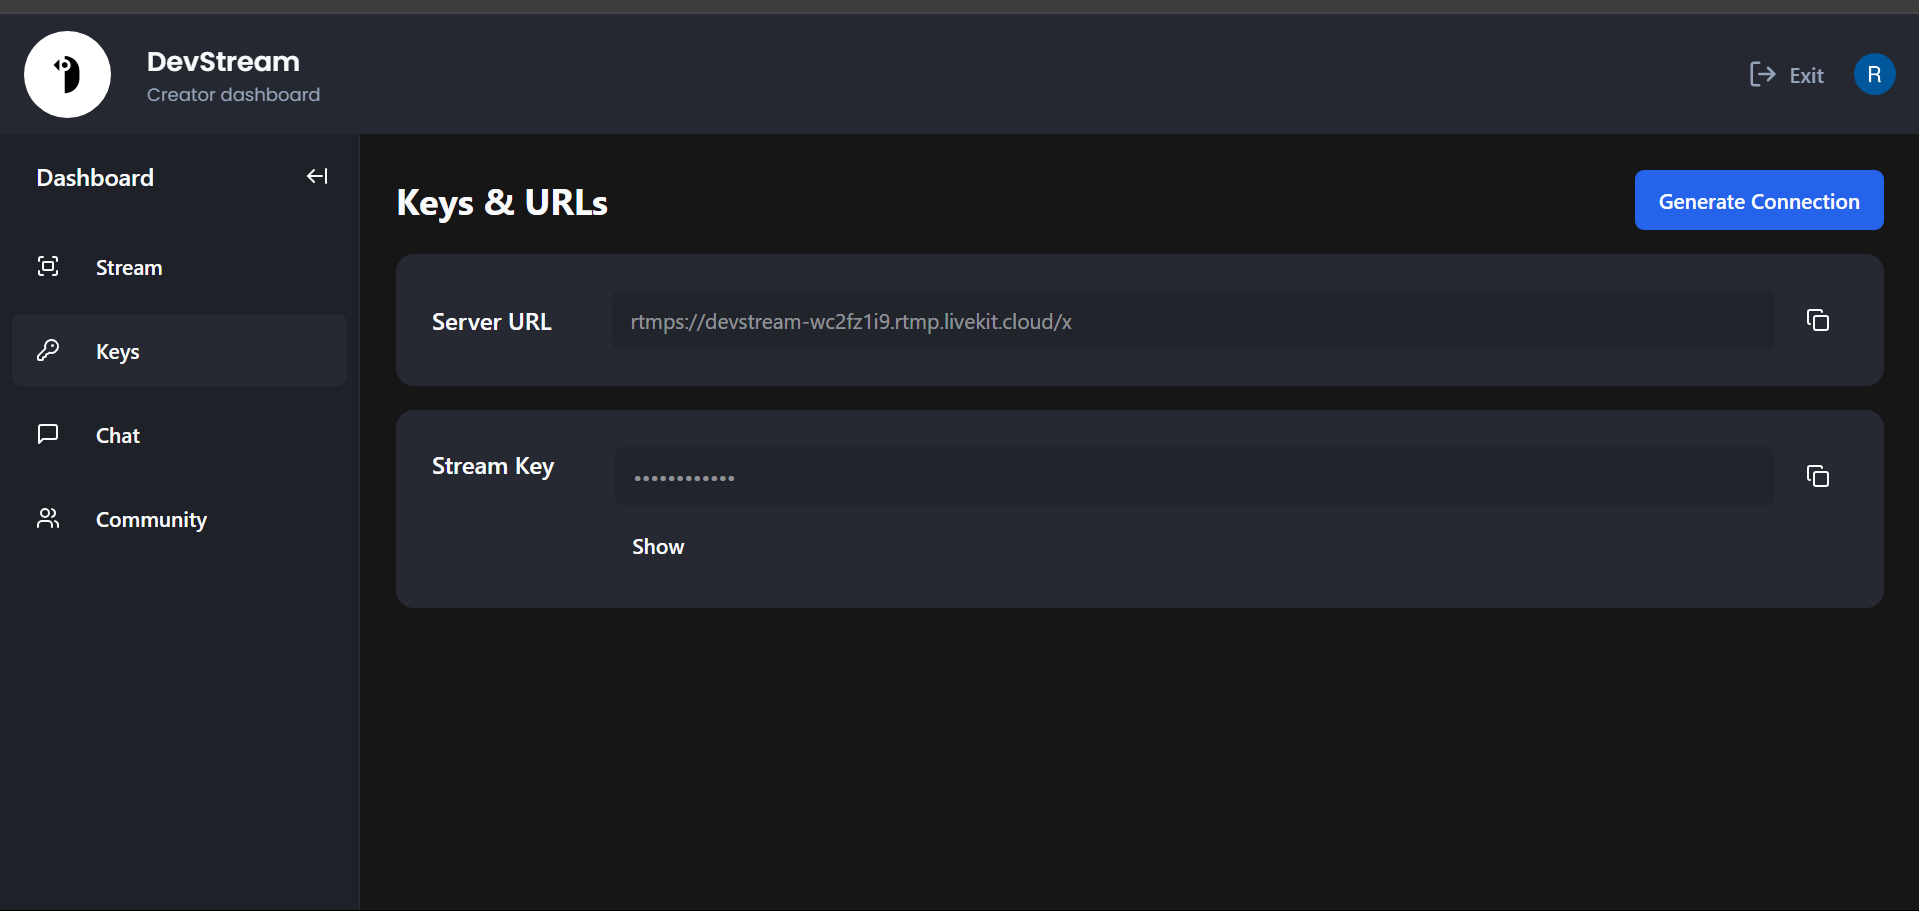 DevStream
Creator dashboard
Exit
R
Dashboard
Stream
Keys
Chat
Community
Keys & URLs
Generate Connection
Server URL
rtmps://devstream-wc2fz1i9.rtmp.livekit.cloud/x
Stream Key
••••••••••••
Show